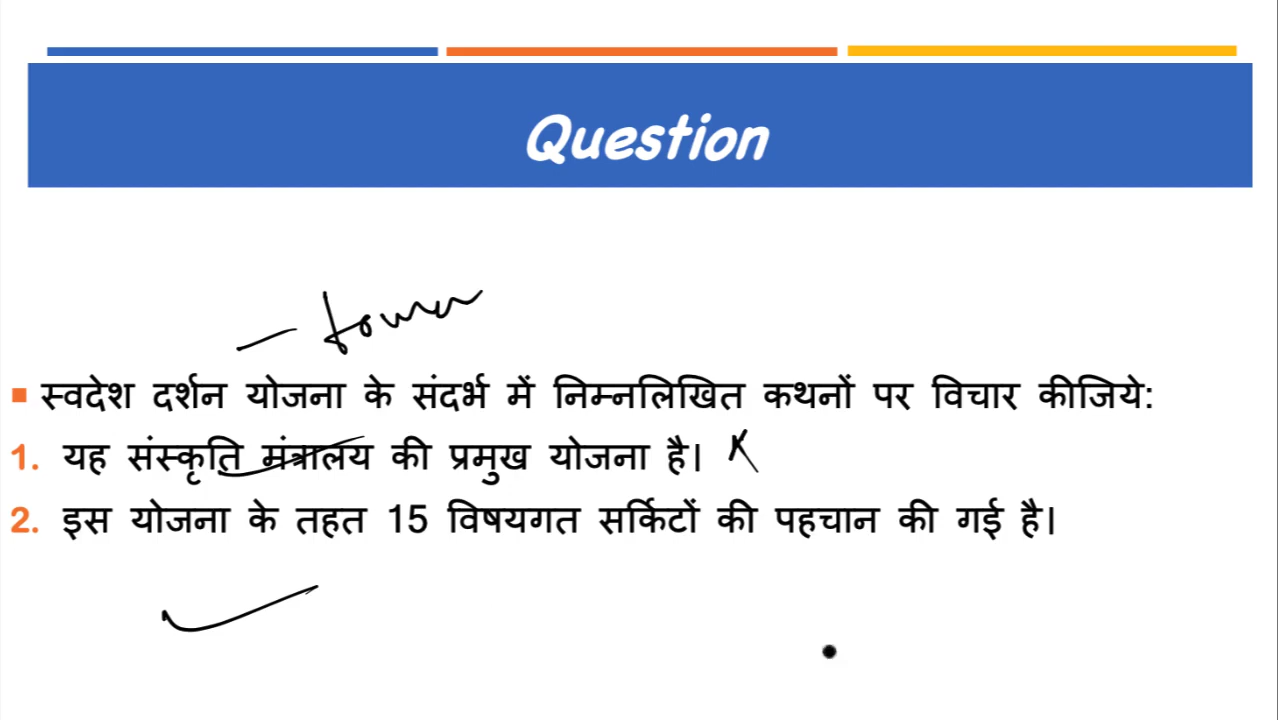 Question
स्वदेश दर्शन योजना के संदर्भ में निम्नलिखित कथनों पर विचार कीजिये:
1. यह संस्कृति मंत्रालय की प्रमुख योजना है।
2. इस योजना के तहत 15 विषयगत सर्किटों की पहचान की गई है।